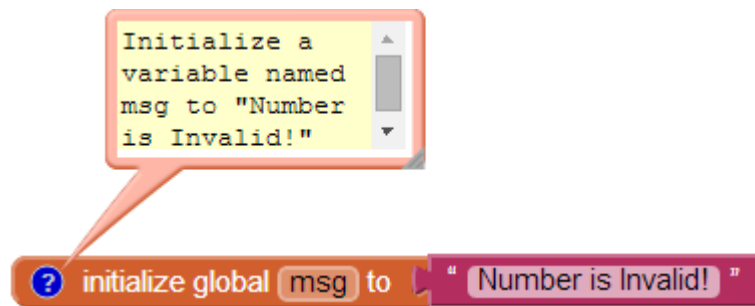 Initialize a
variable named
msg to "Number
is Invalid!"
? initialize global msg to " Number is Invalid! "